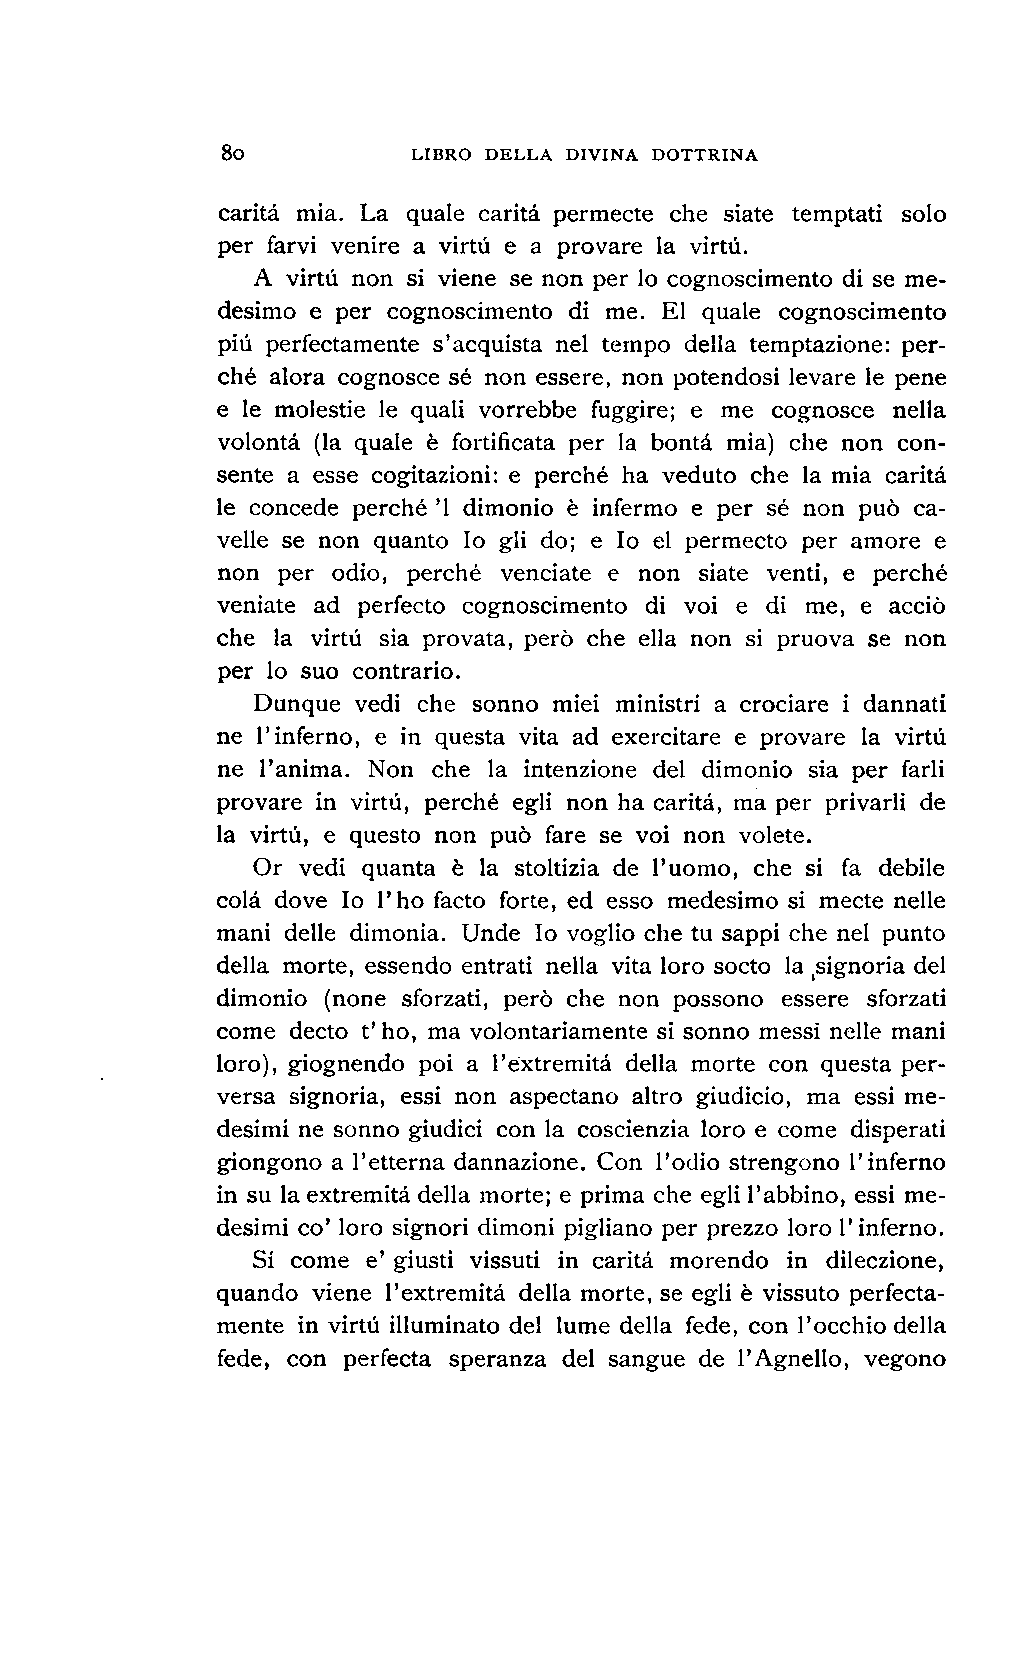 80 LIBRO DELLA DIVINA DOTTRINA
caritá mia. La quale caritá permecte che siate temptati solo
per farvi venire a virtú e a provare la virtú.
A virtú non si viene se non per lo cognoscimento di se me-
desimo e per cognoscimento di me. El quale cognoscimento
piú perfectamente s'acquista nel tempo della temptazione: per-
ché alora cognosce sé non essere, non potendosi levare le pene
e le molestie le quali vorrebbe fuggire; e me cognosce nella
volontá (la quale è fortificata per la bontá mia) che non con-
sente a esse cogitazioni: e perché ha veduto che la mia caritá
le concede perché 'l dimonio è infermo e per sé non può ca-
velle se non quanto Io gli do; e Io el permecto per amore e
non per odio, perché venciate e non siate venti, e perché
veniate ad perfecto cognoscimento di voi e di me, e acciò
che la virtú sia provata, però che ella non si pruova se non
per lo suo contrario.
Dunque vedi che sonno miei ministri a crociare i dannati
ne l'inferno, e in questa vita ad exercitare e provare la virtú
ne l'anima. Non che la intenzione del dimonio sia per farli
provare in virtú, perché egli non ha caritá, ma per privarli de
la virtú, e questo non può fare se voi non volete.
Or vedi quanta è la stoltizia de l'uomo, che si fa debile
colá dove Io l'ho facto forte, ed esso medesimo si mecte nelle
mani delle dimonia. Unde Io voglio che tu sappi che nel punto
della morte, essendo entrati nella vita loro socto la signoria del
dimonio (none sforzati, però che non possono essere sforzati
come decto t'ho, ma volontariamente si sonno messi nelle mani
loro), giognendo poi a l'extremitá della morte con questa per-
versa signoria, essi non aspectano altro giudicio, ma essi me-
desimi ne sonno giudici con la coscienzia loro e come disperati
giongono a l'etterna dannazione. Con l'odio strengono l'inferno
in su la extremitá della morte; e prima che egli l'abbino, essi me-
desimi co' loro signori dimoni pigliano per prezzo loro l'inferno.
Sí come e' giusti vissuti in caritá morendo in dileczione,
quando viene l'extremitá della morte, se egli è vissuto perfecta-
mente in virtú illuminato del lume della fede, con l'occhio della
fede, con perfecta speranza del sangue de l'Agnello, vegono